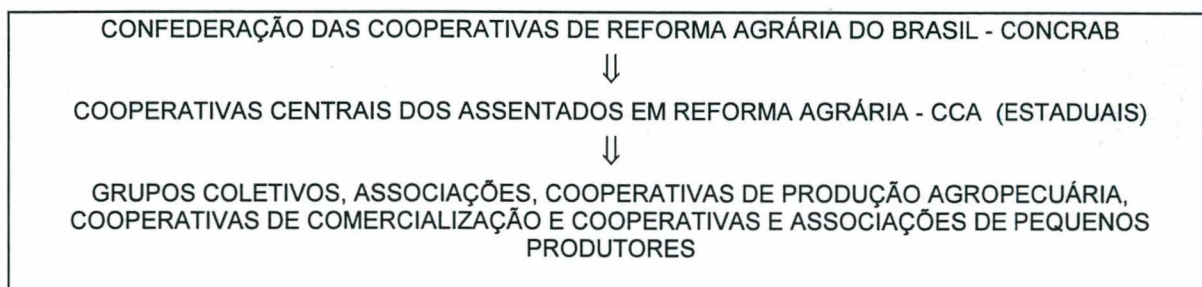 CONFEDERAÇÃO DAS COOPERATIVAS DE REFORMA AGRÁRIA DO BRASIL - CONCRAB
⇓
COOPERATIVAS CENTRAIS DOS ASSENTADOS EM REFORMA AGRÁRIA - CCA (ESTADUAIS)
⇓
GRUPOS COLETIVOS, ASSOCIAÇÕES, COOPERATIVAS DE PRODUÇÃO AGROPECUÁRIA,
COOPERATIVAS DE COMERCIALIZAÇÃO E COOPERATIVAS E ASSOCIAÇÕES DE PEQUENOS
PRODUTORES